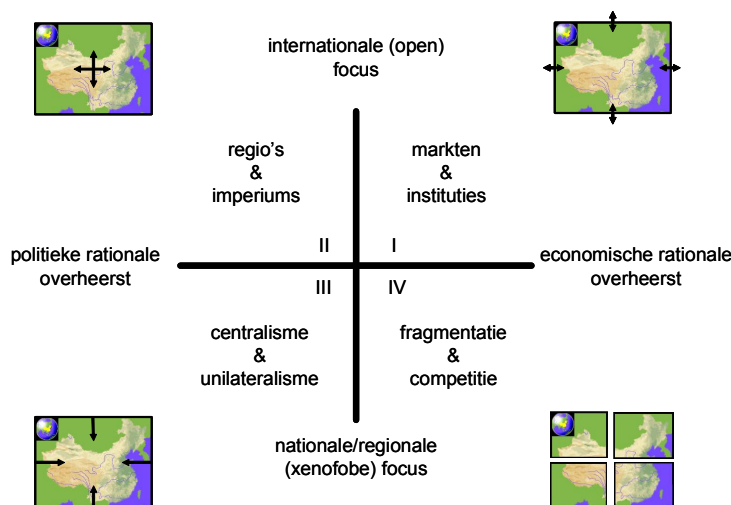 internationale (open)
focus
regio's
&
imperiums
markten
&
instituties
II
I
politieke rationale
overheerst
economische rationale
overheerst
III
IV
centralisme
&
unilateralisme
fragmentatie
&
competitie
nationale/regionale
(xenofobe) focus